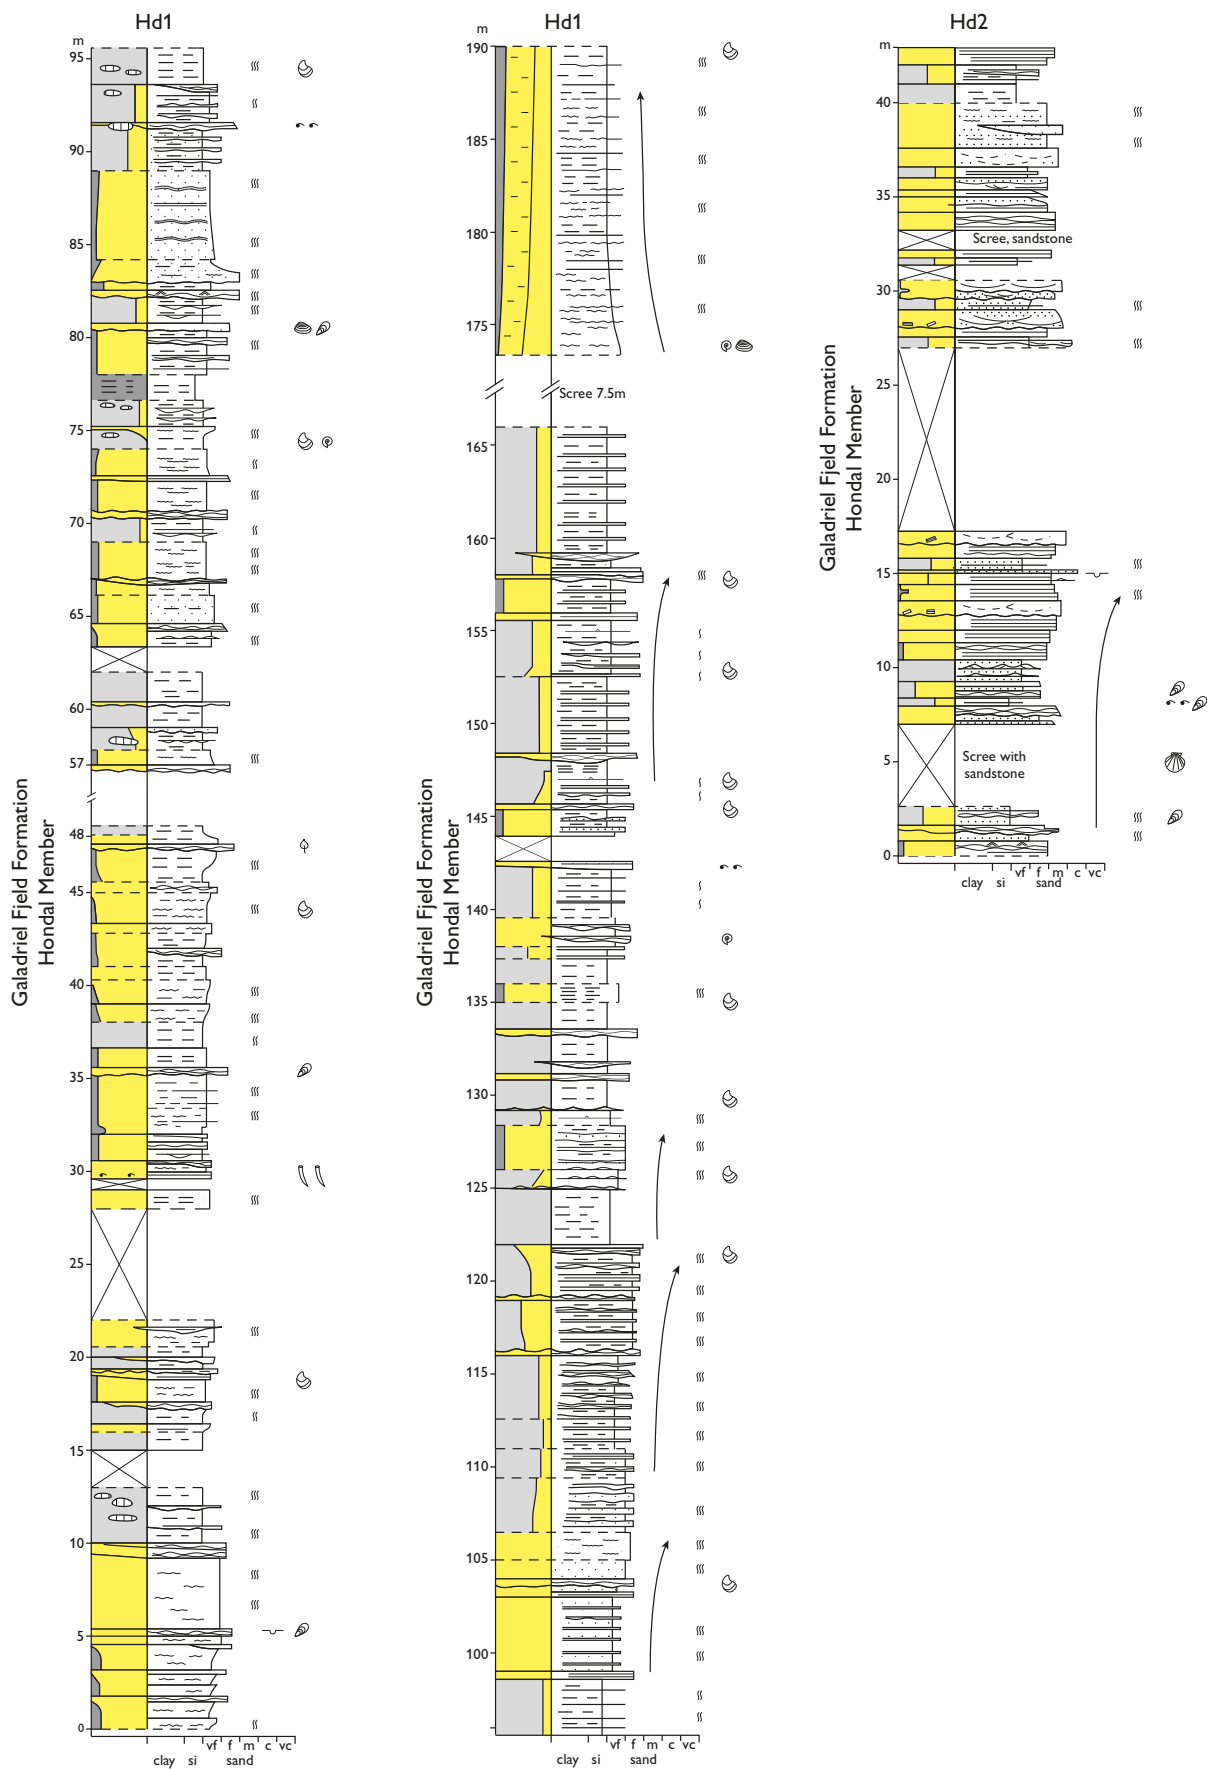 Hd1
m
95
90
85
80
75
70
65
60
57
48
45
40
35
30
25
20
15
10
5
0
vf f m c vc
clay si sand
Galadriel Fjeld Formation
Hondal Member
Hd1
m
190
185
180
175
Scree 7.5m
165
160
155
150
145
140
135
130
125
120
115
110
105
100
vf f m c vc
clay si sand
Galadriel Fjeld Formation
Hondal Member
Hd2
m
40
35
Scree, sandstone
30
25
20
15
10
5
Scree with
sandstone
0
vf f m c vc
clay si sand
Galadriel Fjeld Formation
Hondal Member